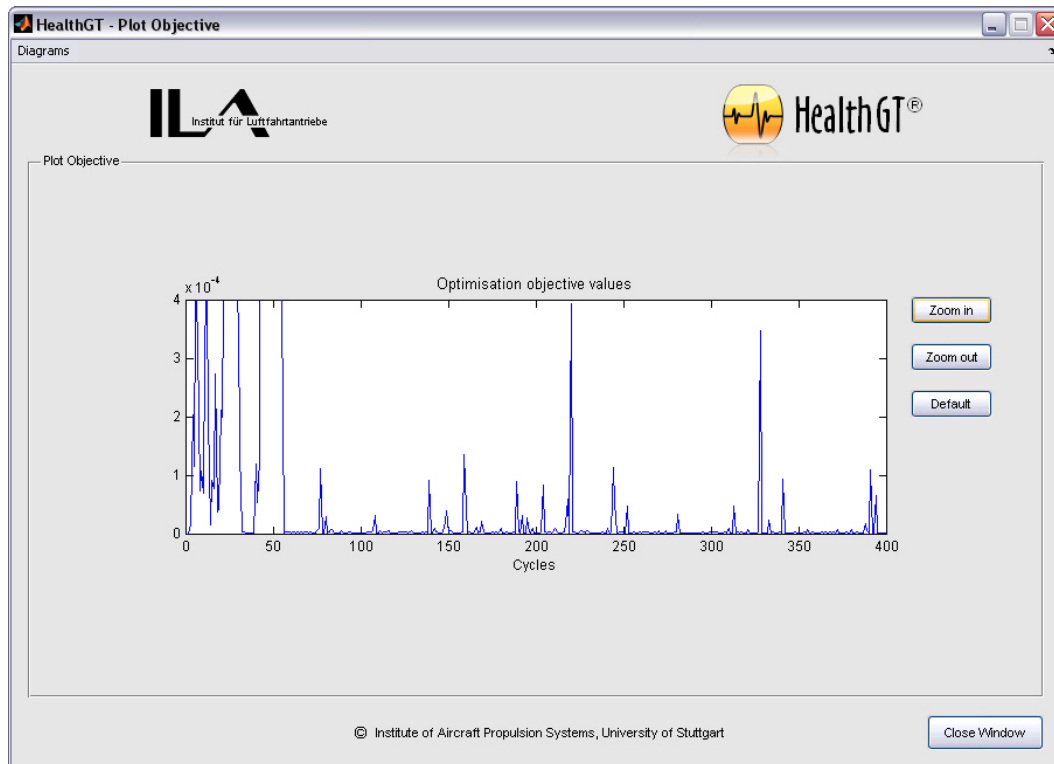 HealthGT - Plot Objective
Diagrams
ILA
Institut für Luftfahrtantriebe
HealthGT®
Plot Objective
x 10⁻⁴
Optimisation objective values
4
3
2
1
0
0 50 100 150 200 250 300 350 400
Cycles
Zoom in
Zoom out
Default
© Institute of Aircraft Propulsion Systems, University of Stuttgart
Close Window